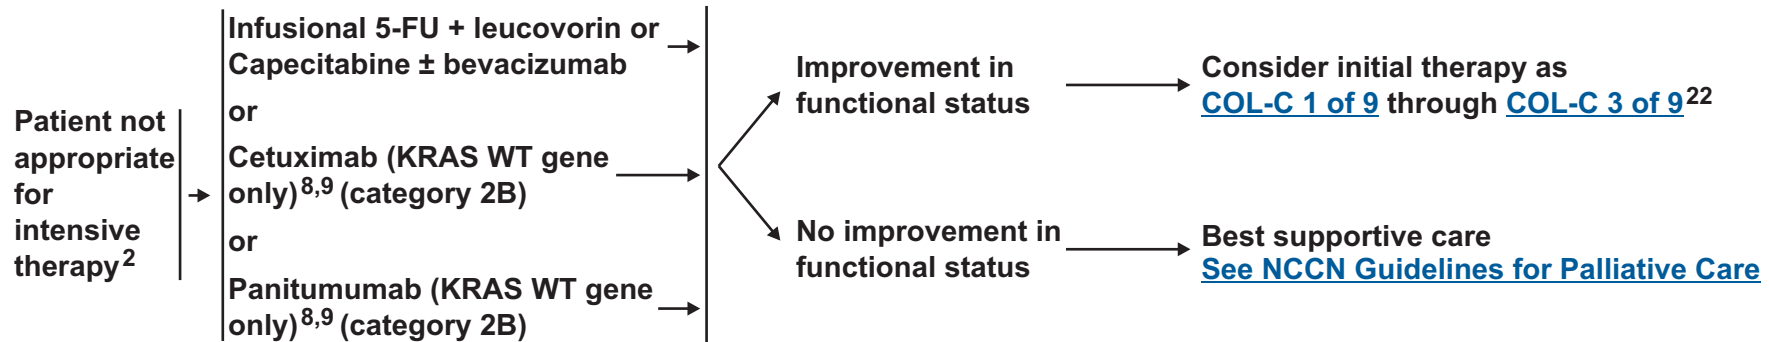 Patient not
appropriate
for
intensive
therapy2
Infusional 5-FU + leucovorin or
Capecitabine ± bevacizumab
or
Cetuximab (KRAS WT gene
only)8,9 (category 2B)
or
Panitumumab (KRAS WT gene
only)8,9 (category 2B)
Improvement in
functional status
Consider initial therapy as
COL-C 1 of 9 through COL-C 3 of 922
No improvement in
functional status
Best supportive care
See NCCN Guidelines for Palliative Care